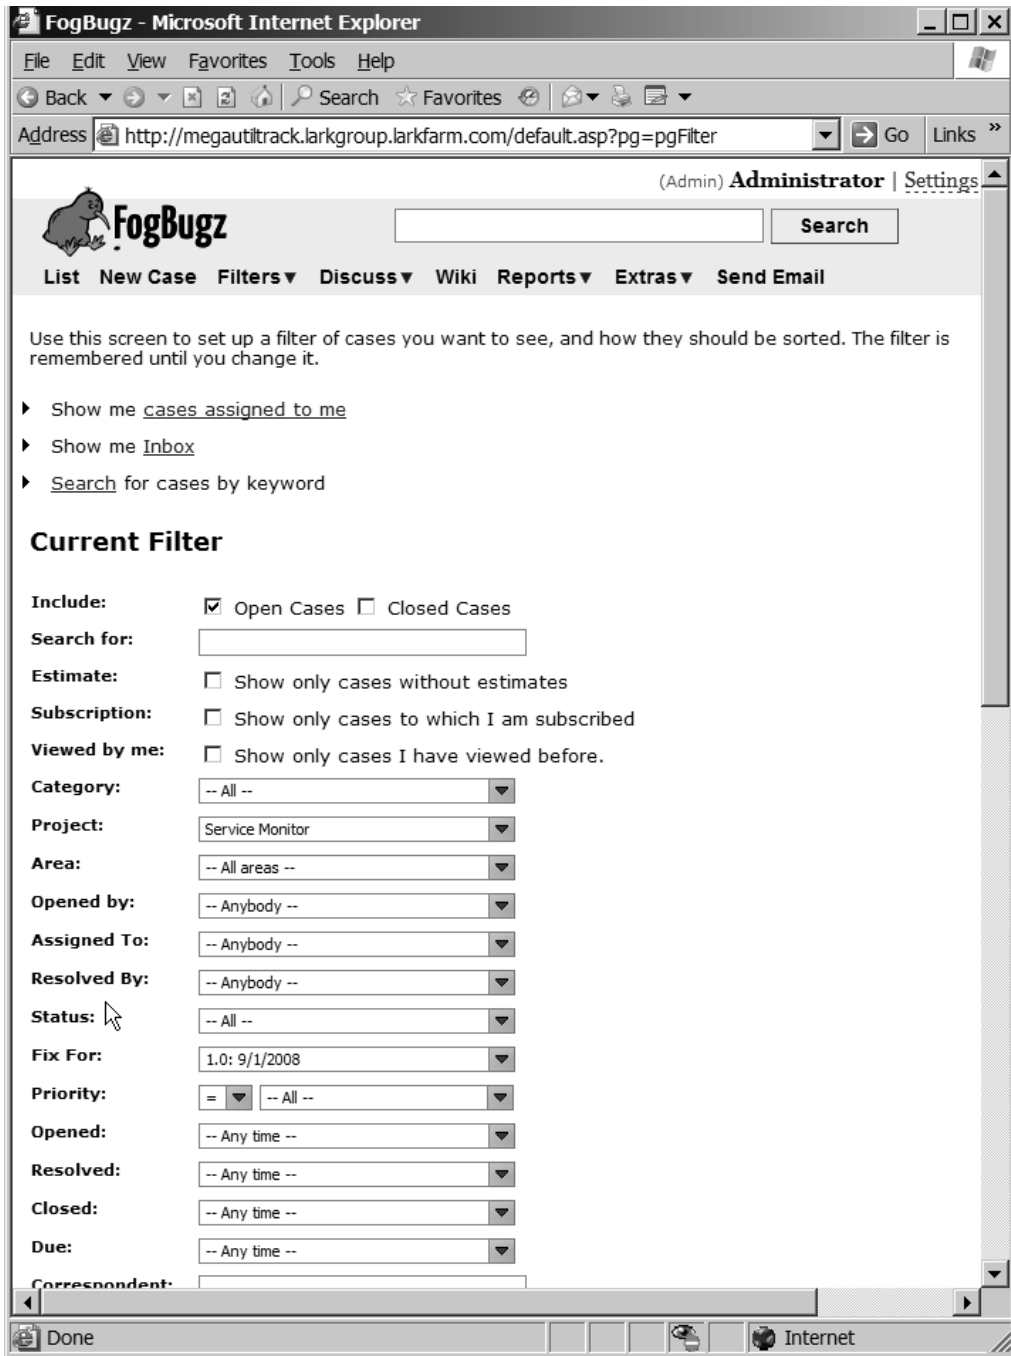 FogBugz - Microsoft Internet Explorer
File Edit View Favorites Tools Help
Back Search Favorites
Address http://megautiltrack.larkgroup.larkfarm.com/default.asp?pg=pgFilter Go Links »
(Admin) Administrator | Settings
FogBugz Search
List New Case Filters▼ Discuss▼ Wiki Reports▼ Extras▼ Send Email
Use this screen to set up a filter of cases you want to see, and how they should be sorted. The filter is
remembered until you change it.
Show me cases assigned to me
Show me Inbox
Search for cases by keyword
Current Filter
Include: Open Cases Closed Cases
Search for:
Estimate: Show only cases without estimates
Subscription: Show only cases to which I am subscribed
Viewed by me: Show only cases I have viewed before.
Category: -- All --
Project: Service Monitor
Area: -- All areas --
Opened by: -- Anybody --
Assigned To: -- Anybody --
Resolved By: -- Anybody --
Status: -- All --
Fix For: 1.0: 9/1/2008
Priority: = -- All --
Opened: -- Any time --
Resolved: -- Any time --
Closed: -- Any time --
Due: -- Any time --
Correspondent:
Done Internet